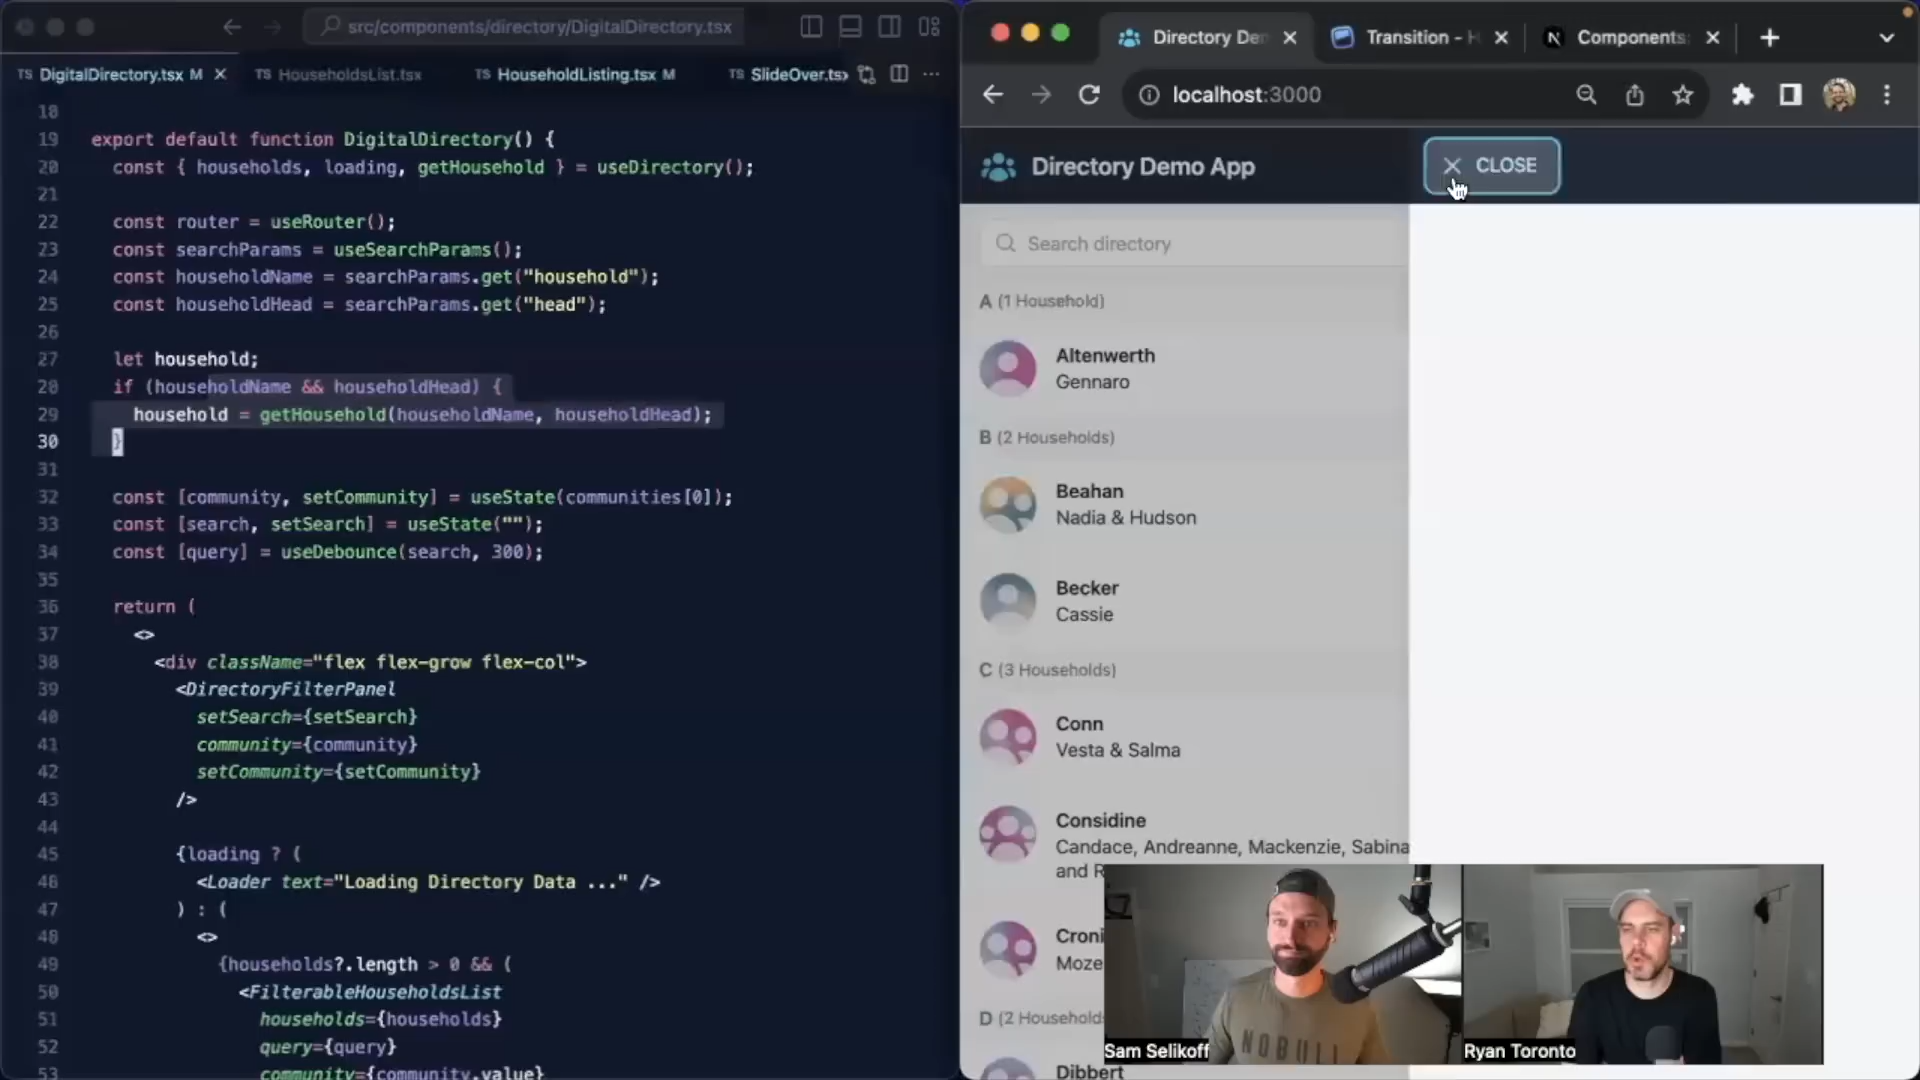 src/components/directory/DigitalDirectory.tsx
TS DigitalDirectory.tsx M
TS HouseholdsList.tsx
TS HouseholdListing.tsx M
TS SlideOver.tsx
18
19 export default function DigitalDirectory() {
20 const { households, loading, getHousehold } = useDirectory();
21
22 const router = useRouter();
23 const searchParams = useSearchParams();
24 const householdName = searchParams.get("household");
25 const householdHead = searchParams.get("head");
26
27 let household;
28 if (householdName && householdHead) {
29 household = getHousehold(householdName, householdHead);
30 }
31
32 const [community, setCommunity] = useState(communities[0]);
33 const [search, setSearch] = useState("");
34 const [query] = useDebounce(search, 300);
35
36 return (
37 <>
38 <div className="flex flex-grow flex-col">
39 <DirectoryFilterPanel
40 setSearch={setSearch}
41 community={community}
42 setCommunity={setCommunity}
43 />
44
45 {loading ? (
46 <Loader text="Loading Directory Data ..." />
47 ) : (
48 <>
49 {households?.length > 0 && (
50 <FilterableHouseholdsList
51 households={households}
52 query={query}
53 community={community.value}
Directory De
Transition - H
N Components:
localhost:3000
Directory Demo App
CLOSE
Search directory
A (1 Household)
Altenwerth
Gennaro
B (2 Households)
Beahan
Nadia & Hudson
Becker
Cassie
C (3 Households)
Conn
Vesta & Salma
Considine
Candace, Andreanne, Mackenzie, Sabina
and R
Croni
Moze
D (2 Households
Dibbert
NOBULL
Sam Selikoff
Ryan Toronto